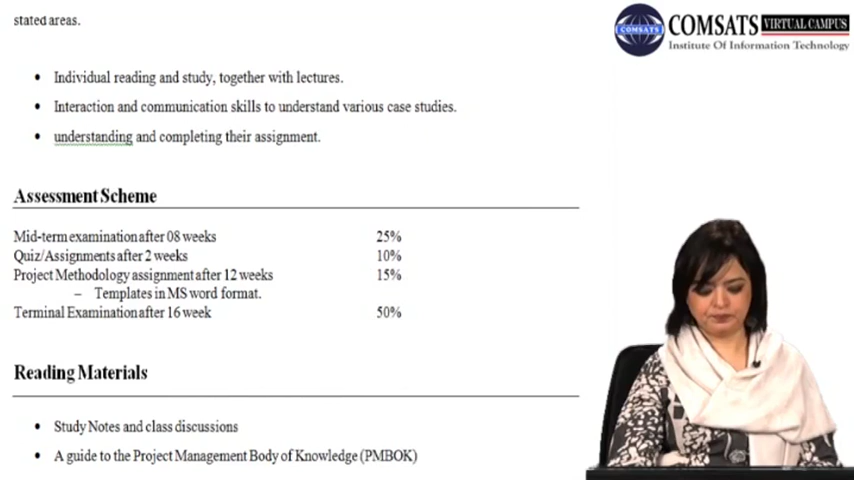 stated areas.
COMSATS VIRTUAL CAMPUS
COMSATS
Institute Of Information Technology
• Individual reading and study, together with lectures.
• Interaction and communication skills to understand various case studies.
• understanding and completing their assignment.
Assessment Scheme
Mid-term examination after 08 weeks 25%
Quiz/Assignments after 2 weeks 10%
Project Methodology assignment after 12 weeks 15%
– Templates in MS word format.
Terminal Examination after 16 week 50%
Reading Materials
• Study Notes and class discussions
• A guide to the Project Management Body of Knowledge (PMBOK)